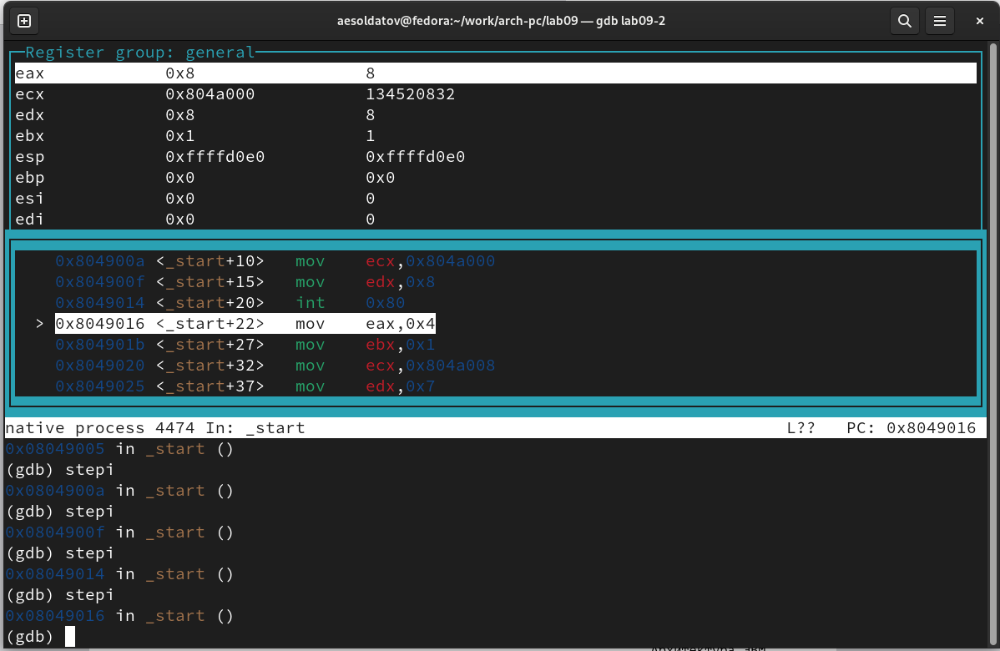 aesoldatov@fedora:~/work/arch-pc/lab09 — gdb lab09-2
Register group: general
eax 0x8 8
ecx 0x804a000 134520832
edx 0x8 8
ebx 0x1 1
esp 0xffffd0e0 0xffffd0e0
ebp 0x0 0x0
esi 0x0 0
edi 0x0 0
0x804900a <_start+10> mov ecx,0x804a000
0x804900f <_start+15> mov edx,0x8
0x8049014 <_start+20> int 0x80
> 0x8049016 <_start+22> mov eax,0x4
0x804901b <_start+27> mov ebx,0x1
0x8049020 <_start+32> mov ecx,0x804a008
0x8049025 <_start+37> mov edx,0x7
native process 4474 In: _start L?? PC: 0x8049016
0x08049005 in _start ()
(gdb) stepi
0x0804900a in _start ()
(gdb) stepi
0x0804900f in _start ()
(gdb) stepi
0x08049014 in _start ()
(gdb) stepi
0x08049016 in _start ()
(gdb)